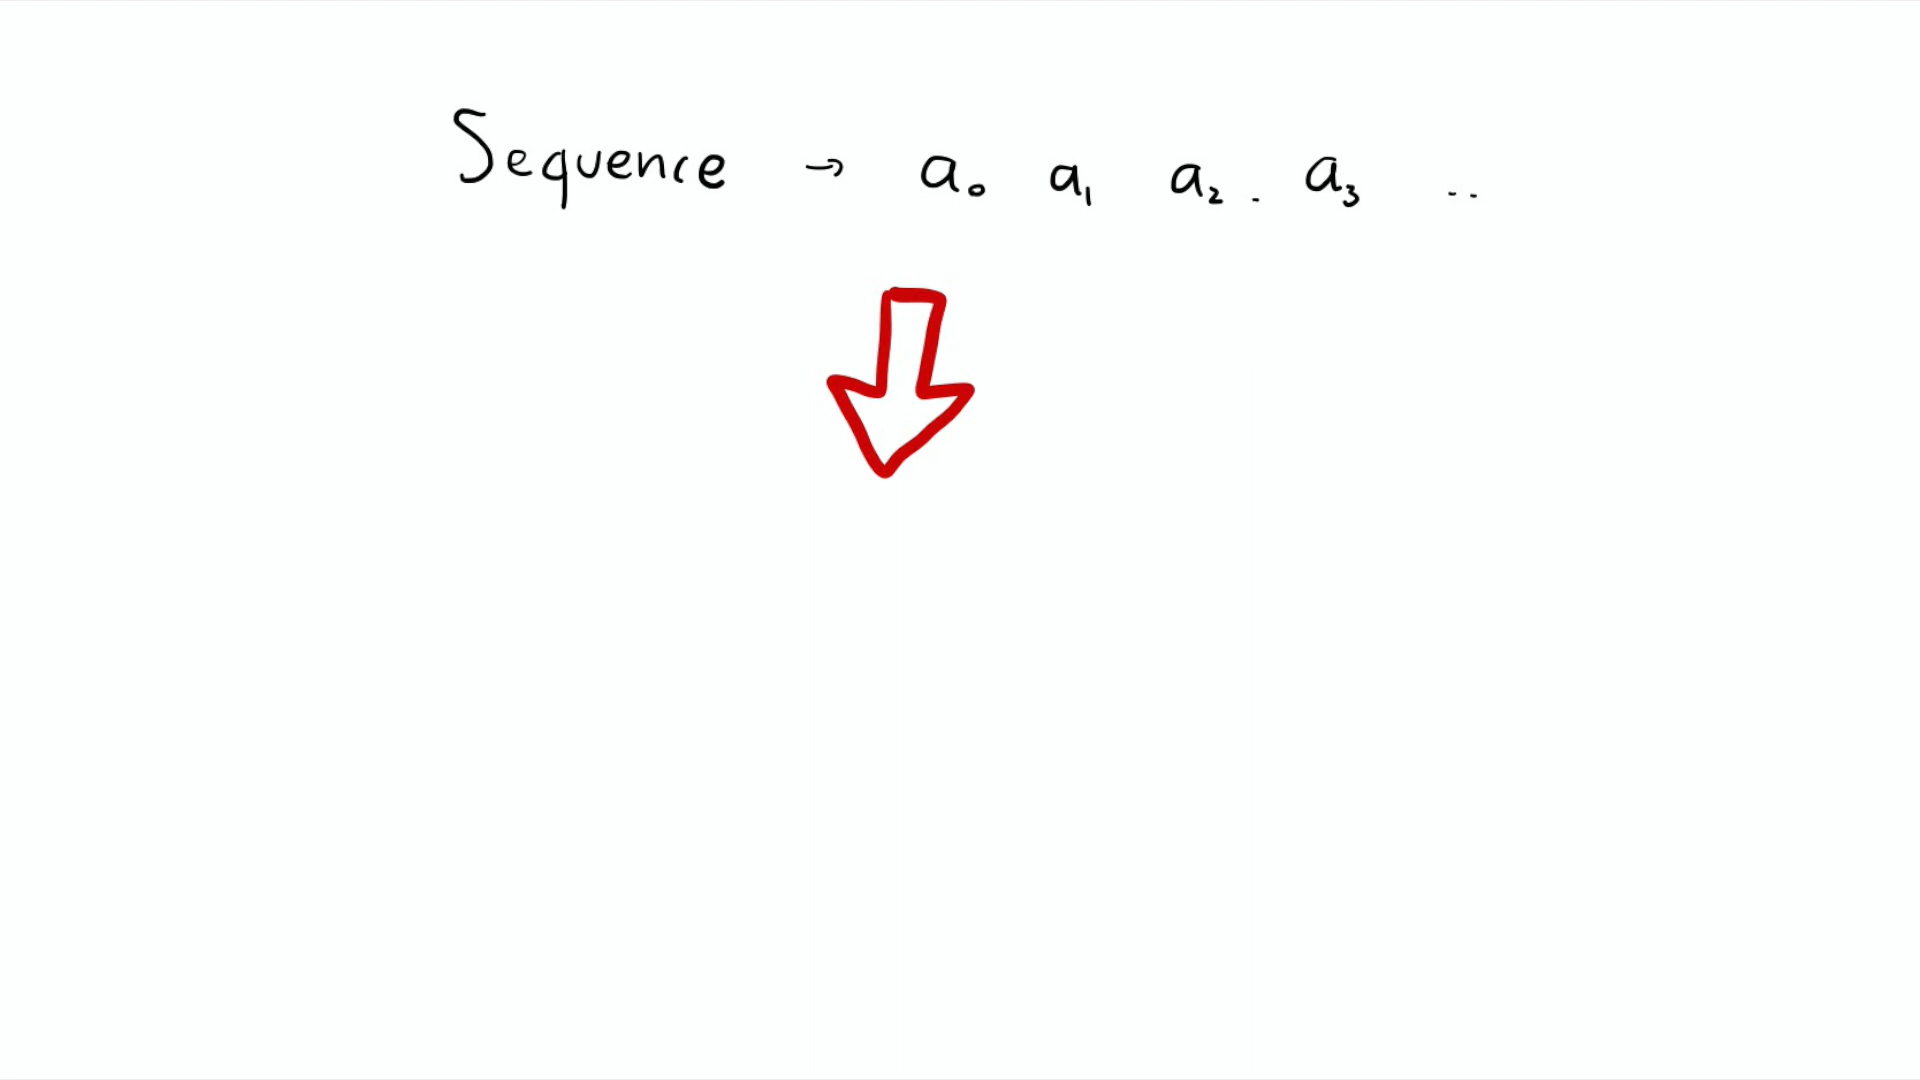 Sequence → a₀ a₁ a₂ . a₃ ..